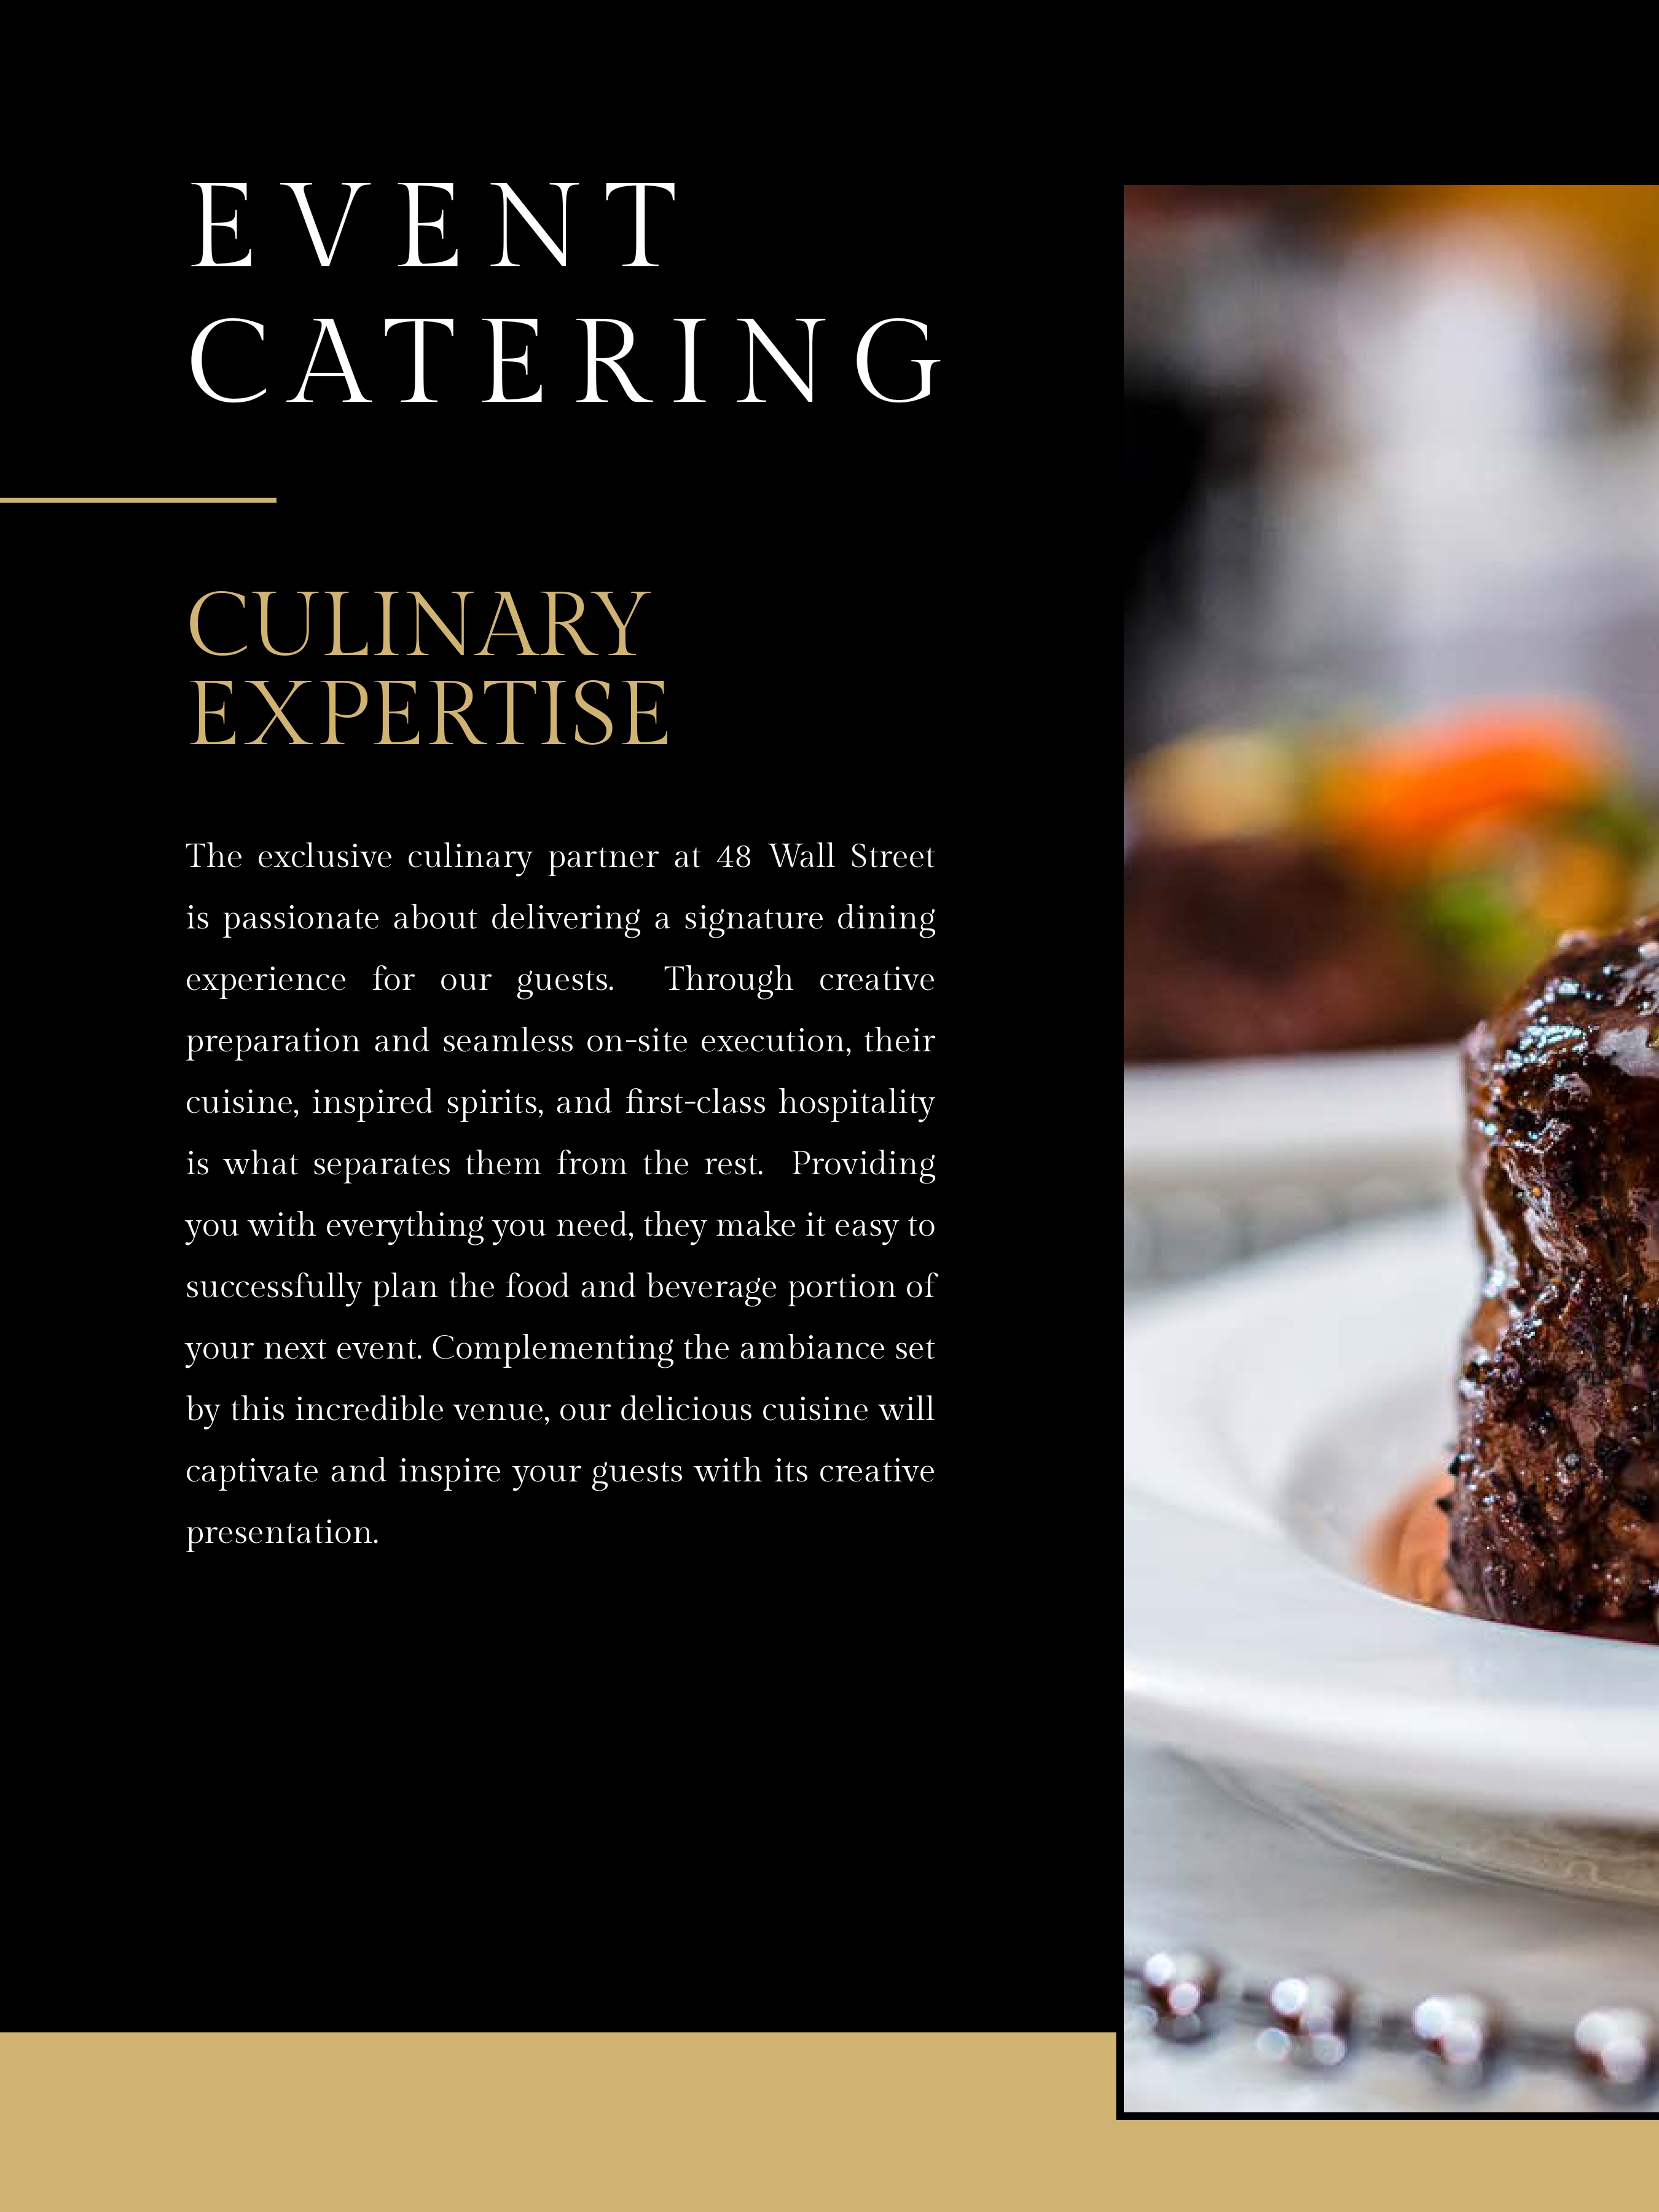 EVENT
CATERING
CULINARY
EXPERTISE
The exclusive culinary partner at 48 Wall Street
is passionate about delivering a signature dining
experience for our guests.  Through creative
preparation and seamless on-site execution, their
cuisine, inspired spirits, and first-class hospitality
is what separates them from the rest.  Providing
you with everything you need, they make it easy to
successfully plan the food and beverage portion of
your next event. Complementing the ambiance set
by this incredible venue, our delicious cuisine will
captivate and inspire your guests with its creative
presentation.